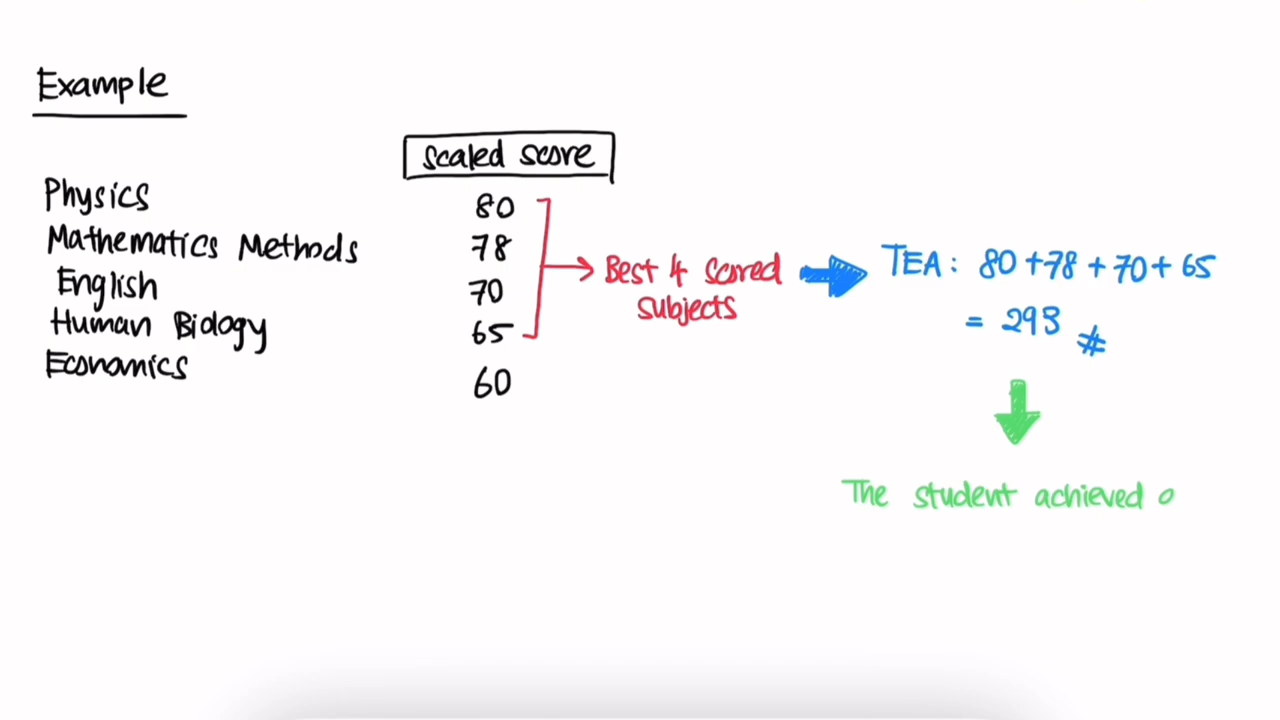 Example
Scaled score
Physics 80
Mathematics Methods 78
English 70
Human Biology 65
Economics 60
Best 4 scored
subjects
TEA: 80+78+70+65
= 293 #
The student achieved